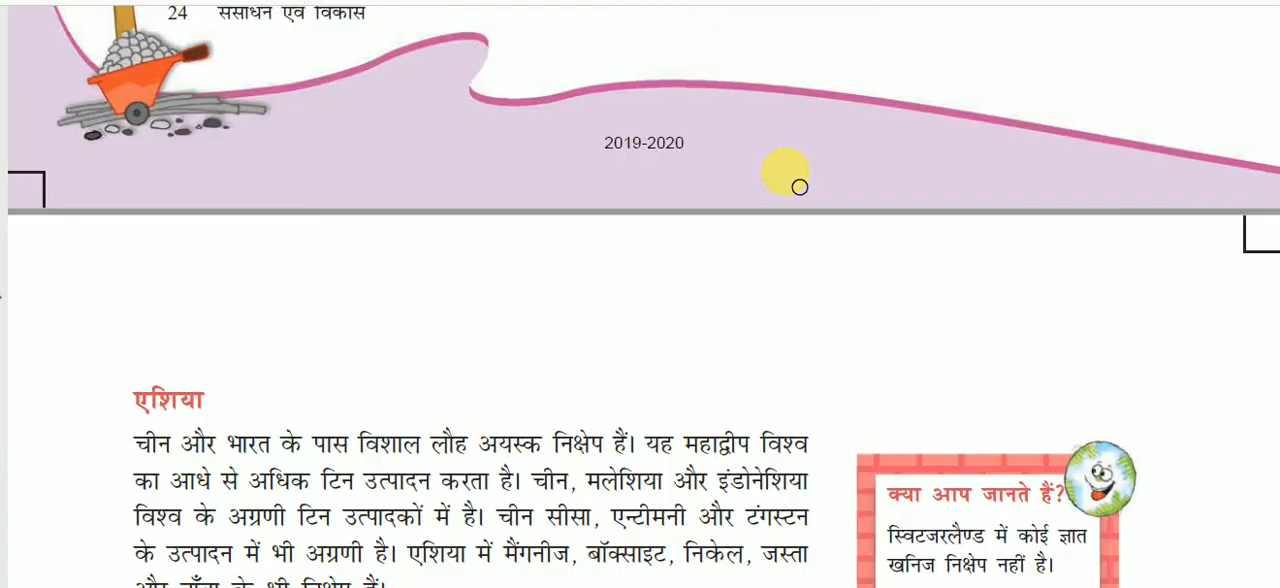 24 संसाधन एवं विकास
2019-2020
एशिया
चीन और भारत के पास विशाल लौह अयस्क निक्षेप हैं। यह महाद्वीप विश्व
का आधे से अधिक टिन उत्पादन करता है। चीन, मलेशिया और इंडोनेशिया
विश्व के अग्रणी टिन उत्पादकों में है। चीन सीसा, एन्टीमनी और टंगस्टन
के उत्पादन में भी अग्रणी है। एशिया में मैंगनीज, बॉक्साइट, निकेल, जस्ता
और ताँबा के भी निक्षेप हैं।
क्या आप जानते हैं?
स्विटजरलैण्ड में कोई ज्ञात
खनिज निक्षेप नहीं है।